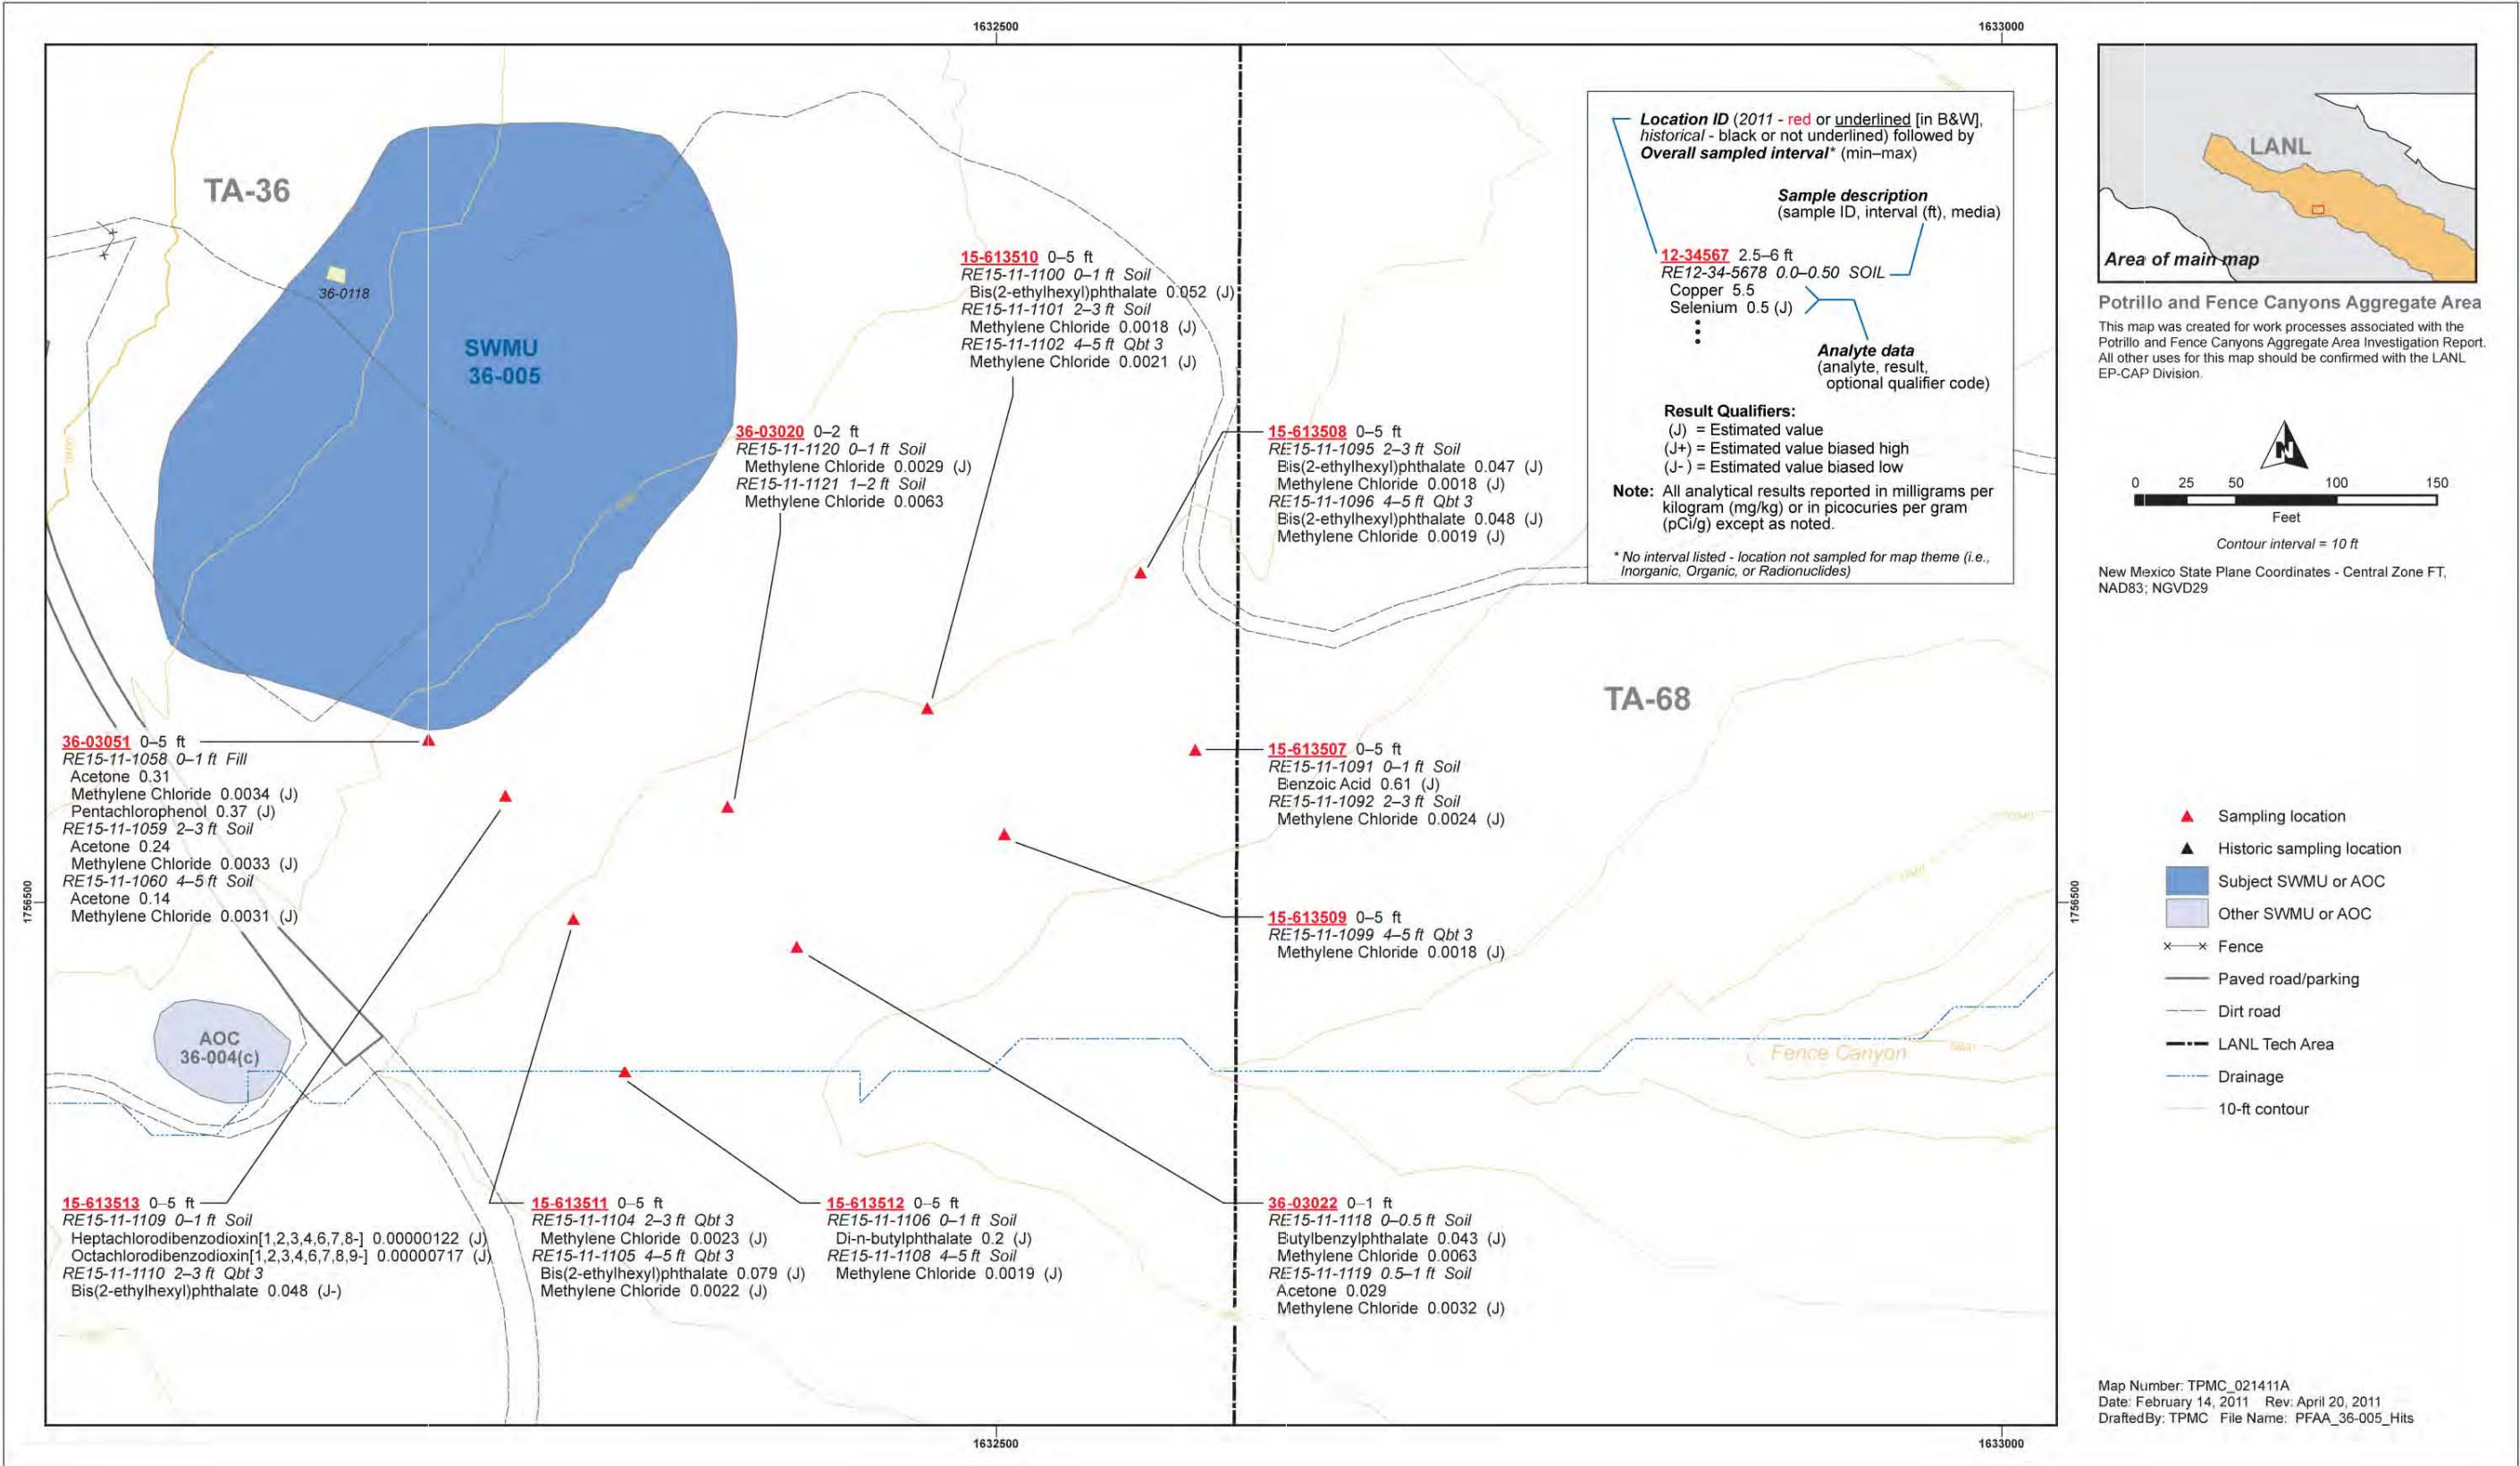 1632500
1633000
TA-36
36-0118
SWMU
36-005
15-613510 0–5 ft
RE15-11-1100 0–1 ft Soil
Bis(2-ethylhexyl)phthalate 0.052 (J)
RE15-11-1101 2–3 ft Soil
Methylene Chloride 0.0018 (J)
RE15-11-1102 4–5 ft Qbt 3
Methylene Chloride 0.0021 (J)
36-03020 0–2 ft
RE15-11-1120 0–1 ft Soil
Methylene Chloride 0.0029 (J)
RE15-11-1121 1–2 ft Soil
Methylene Chloride 0.0063
15-613508 0–5 ft
RE15-11-1095 2–3 ft Soil
Bis(2-ethylhexyl)phthalate 0.047 (J)
Methylene Chloride 0.0018 (J)
RE15-11-1096 4–5 ft Qbt 3
Bis(2-ethylhexyl)phthalate 0.048 (J)
Methylene Chloride 0.0019 (J)
Location ID (2011 - red or underlined [in B&W],
historical - black or not underlined) followed by
Overall sampled interval* (min–max)
Sample description
(sample ID, interval (ft), media)
12-34567 2.5–6 ft
RE12-34-5678 0.0–0.50 SOIL
Copper 5.5
Selenium 0.5 (J)
Analyte data
(analyte, result,
optional qualifier code)
Result Qualifiers:
(J) = Estimated value
(J+) = Estimated value biased high
(J-) = Estimated value biased low
Note: All analytical results reported in milligrams per
kilogram (mg/kg) or in picocuries per gram
(pCi/g) except as noted.
* No interval listed - location not sampled for map theme (i.e.,
Inorganic, Organic, or Radionuclides)
TA-68
36-03051 0–5 ft
RE15-11-1058 0–1 ft Fill
Acetone 0.31
Methylene Chloride 0.0034 (J)
Pentachlorophenol 0.37 (J)
RE15-11-1059 2–3 ft Soil
Acetone 0.24
Methylene Chloride 0.0033 (J)
RE15-11-1060 4–5 ft Soil
Acetone 0.14
Methylene Chloride 0.0031 (J)
15-613507 0–5 ft
RE15-11-1091 0–1 ft Soil
Benzoic Acid 0.61 (J)
RE15-11-1092 2–3 ft Soil
Methylene Chloride 0.0024 (J)
15-613509 0–5 ft
RE15-11-1099 4–5 ft Qbt 3
Methylene Chloride 0.0018 (J)
1756500
1756500
AOC
36-004(c)
Fence Canyon
15-613513 0–5 ft
RE15-11-1109 0–1 ft Soil
Heptachlorodibenzodioxin[1,2,3,4,6,7,8-] 0.00000122 (J)
Octachlorodibenzodioxin[1,2,3,4,6,7,8,9-] 0.00000717 (J)
RE15-11-1110 2–3 ft Qbt 3
Bis(2-ethylhexyl)phthalate 0.048 (J-)
15-613511 0–5 ft
RE15-11-1104 2–3 ft Qbt 3
Methylene Chloride 0.0023 (J)
RE15-11-1105 4–5 ft Qbt 3
Bis(2-ethylhexyl)phthalate 0.079 (J)
Methylene Chloride 0.0022 (J)
15-613512 0–5 ft
RE15-11-1106 0–1 ft Soil
Di-n-butylphthalate 0.2 (J)
RE15-11-1108 4–5 ft Soil
Methylene Chloride 0.0019 (J)
36-03022 0–1 ft
RE15-11-1118 0–0.5 ft Soil
Butylbenzylphthalate 0.043 (J)
Methylene Chloride 0.0063
RE15-11-1119 0.5–1 ft Soil
Acetone 0.029
Methylene Chloride 0.0032 (J)
1632500
1633000
LANL
Area of main map
Potrillo and Fence Canyons Aggregate Area
This map was created for work processes associated with the
Potrillo and Fence Canyons Aggregate Area Investigation Report.
All other uses for this map should be confirmed with the LANL
EP-CAP Division.
N
0 25 50 100 150
Feet
Contour interval = 10 ft
New Mexico State Plane Coordinates - Central Zone FT,
NAD83; NGVD29
Sampling location
Historic sampling location
Subject SWMU or AOC
Other SWMU or AOC
Fence
Paved road/parking
Dirt road
LANL Tech Area
Drainage
10-ft contour
Map Number: TPMC_021411A
Date: February 14, 2011 Rev: April 20, 2011
DraftedBy: TPMC File Name: PFAA_36-005_Hits